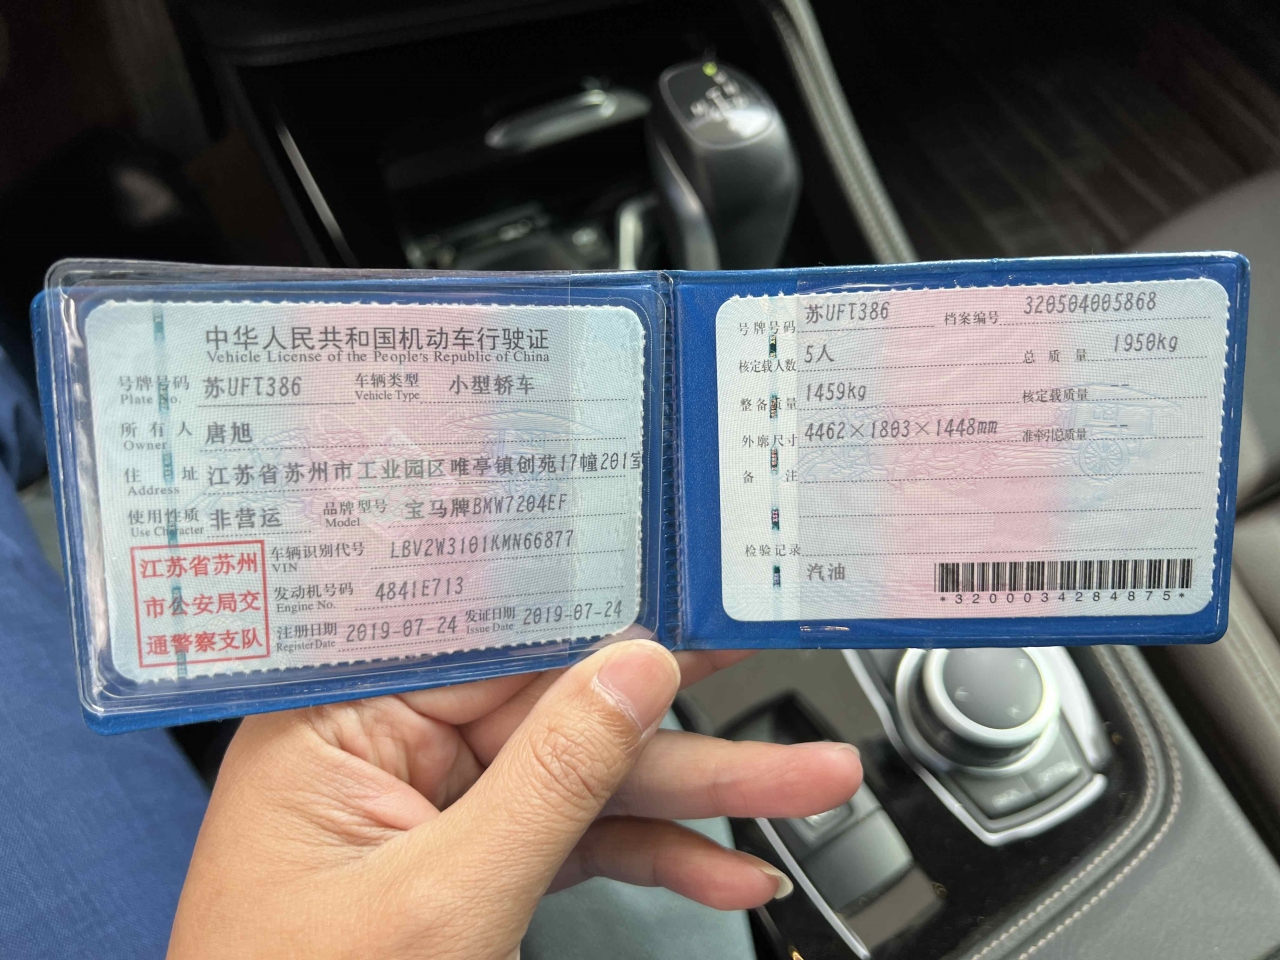 中华人民共和国机动车行驶证
Vehicle License of the People's Republic of China
号牌号码 苏UFT386 车辆类型 小型轿车
Plate No. Vehicle Type
所有人 唐旭
Owner
住址 江苏省苏州市工业园区唯亭镇创苑17幢201室
Address
使用性质 非营运 品牌型号 宝马牌BMW7204EF
Use Character Model
江苏省苏州
市公安局交
通警察支队
车辆识别代号 LBV2W3101KMN66877
VIN
发动机号码 4841E713
Engine No.
注册日期 2019-07-24 发证日期 2019-07-24
Register Date Issue Date
号牌号码 苏UFT386 档案编号 320504005868
核定载人数 5人 总质量 1950kg
整备质量 1459kg 核定载质量 --
外廓尺寸 4462×1803×1448mm 准牵引总质量 --
备注
检验记录
汽油
*3200034284875*